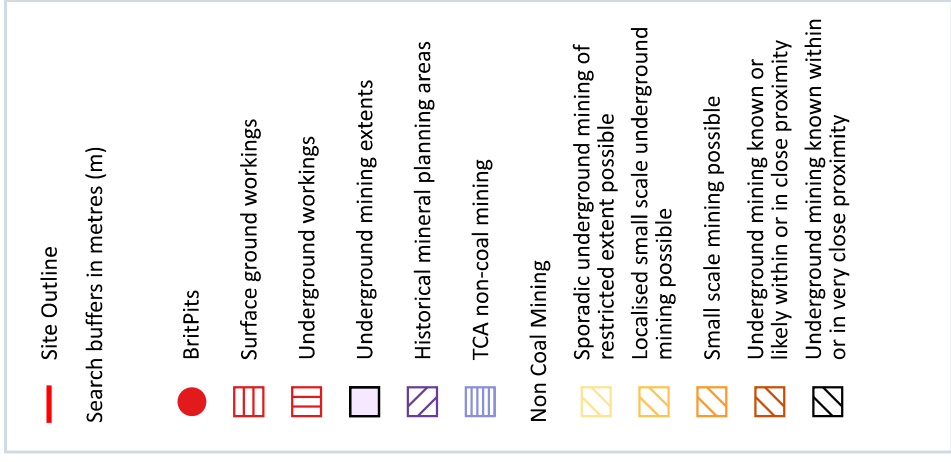 Site Outline
Search buffers in metres (m)
BritPits
Surface ground workings
Underground workings
Underground mining extents
Historical mineral planning areas
TCA non-coal mining
Non Coal Mining
Sporadic underground mining of
restricted extent possible
Localised small scale underground
mining possible
Small scale mining possible
Underground mining known or
likely within or in close proximity
Underground mining known within
or in very close proximity